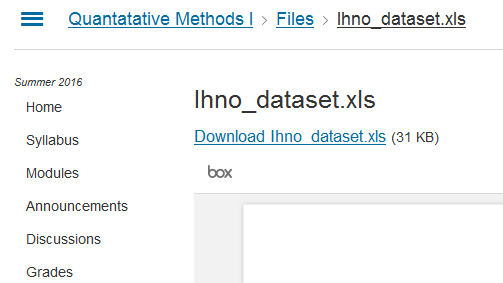 Quantatative Methods I > Files > Ihno_dataset.xls
Summer 2016
Home
Syllabus
Modules
Announcements
Discussions
Grades
Ihno_dataset.xls
Download Ihno_dataset.xls (31 KB)
box